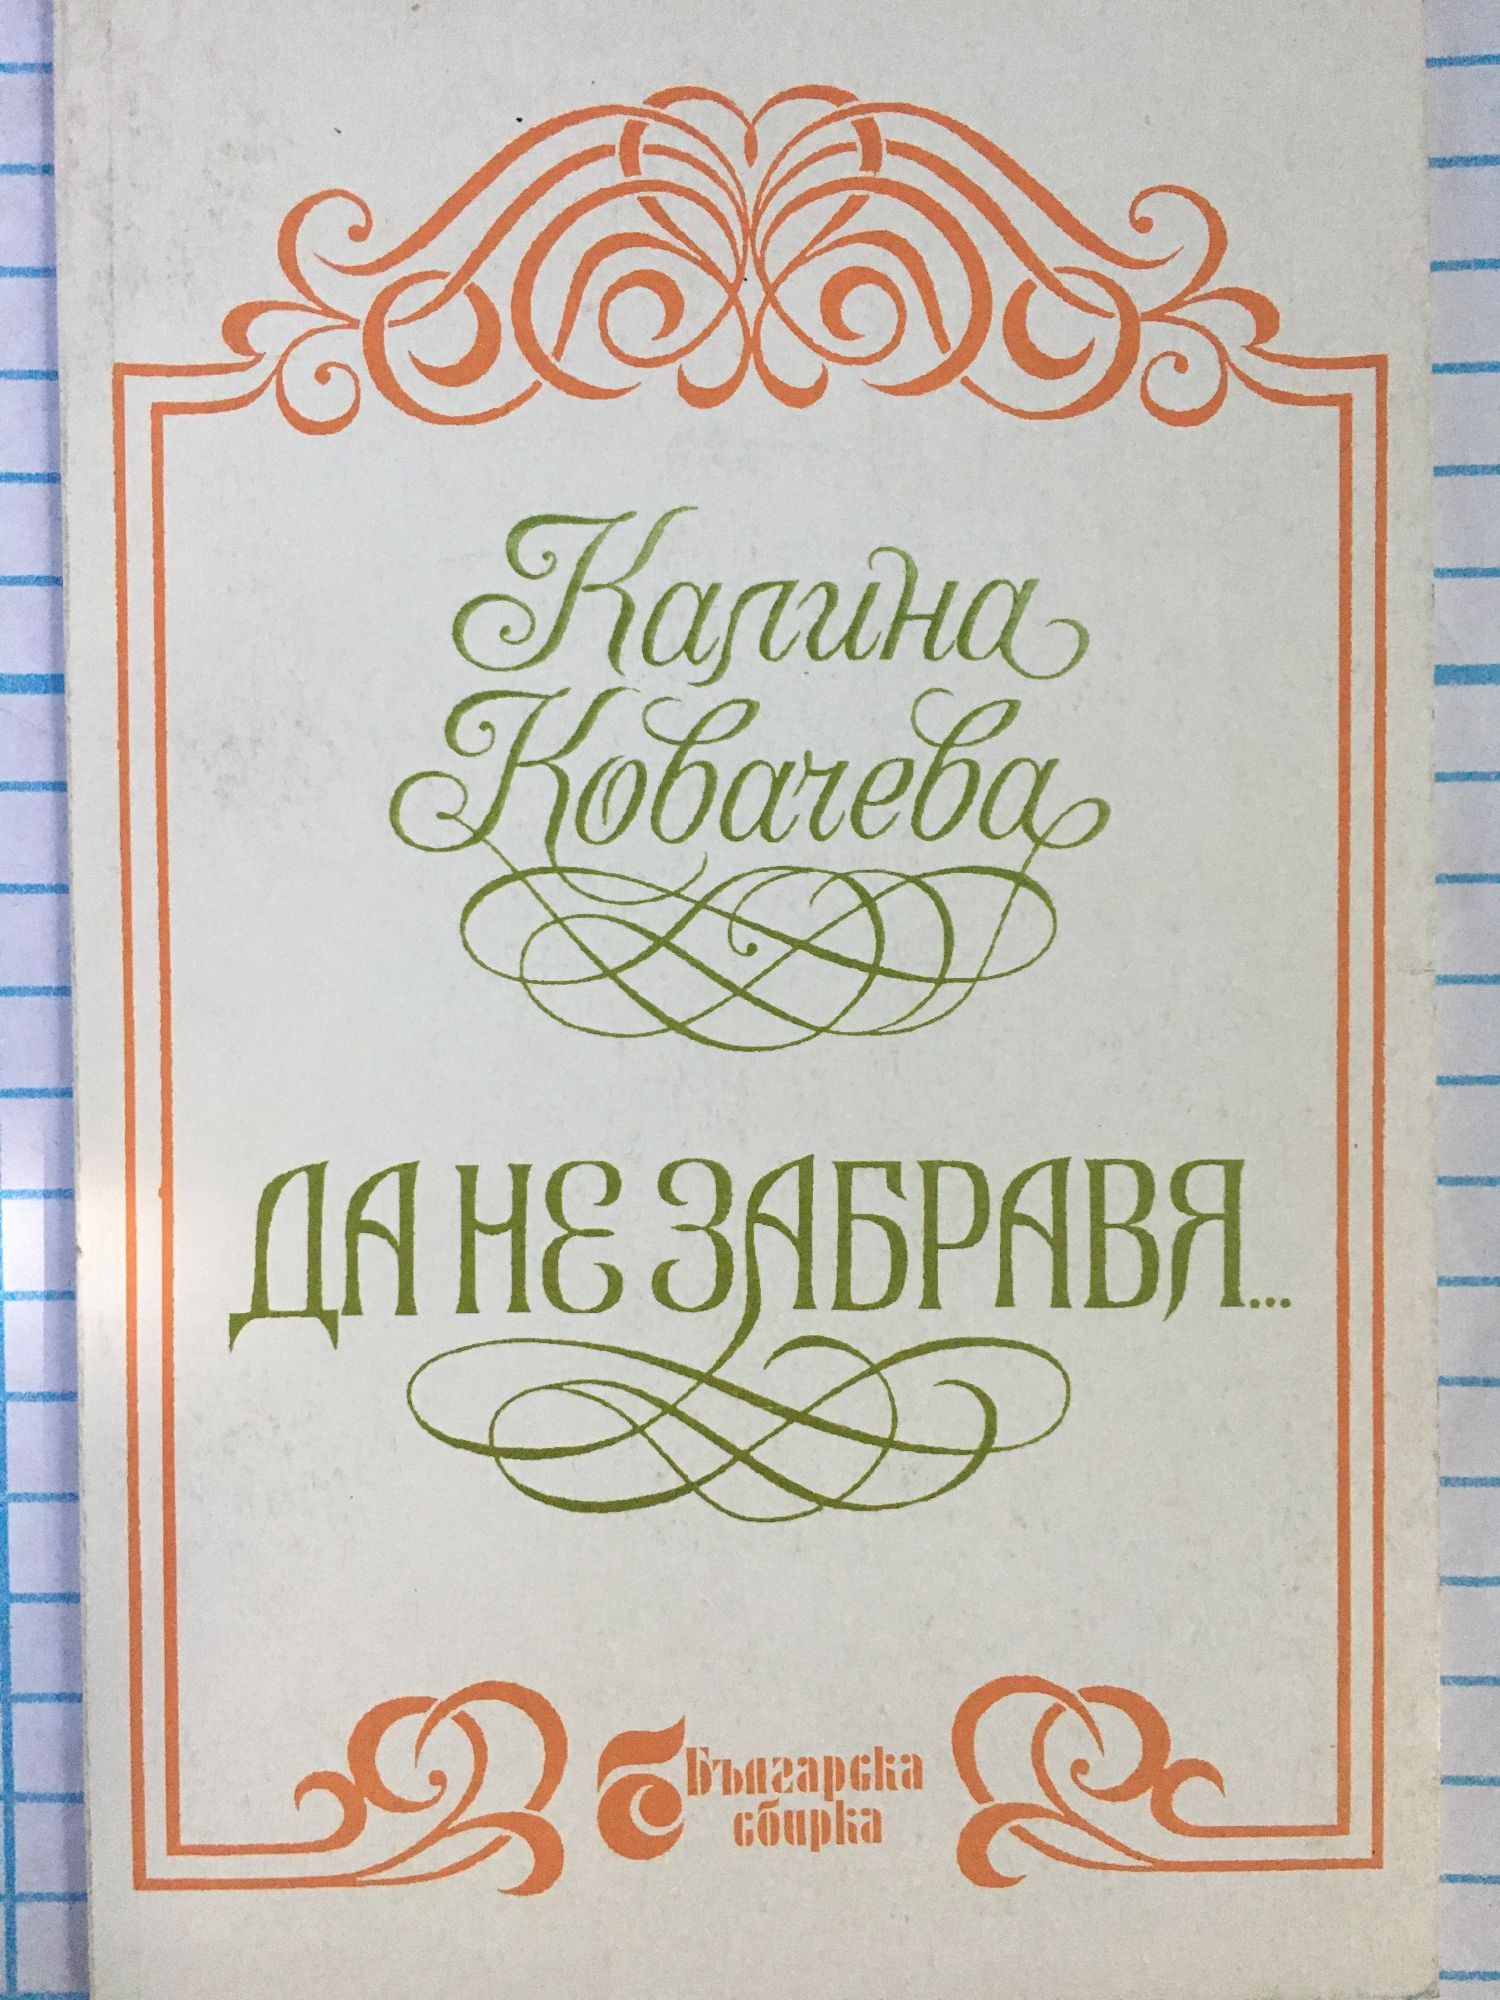 Калина
Ковачева
ДА НЕ ЗАБРАВЯ...
Българска
сбирка